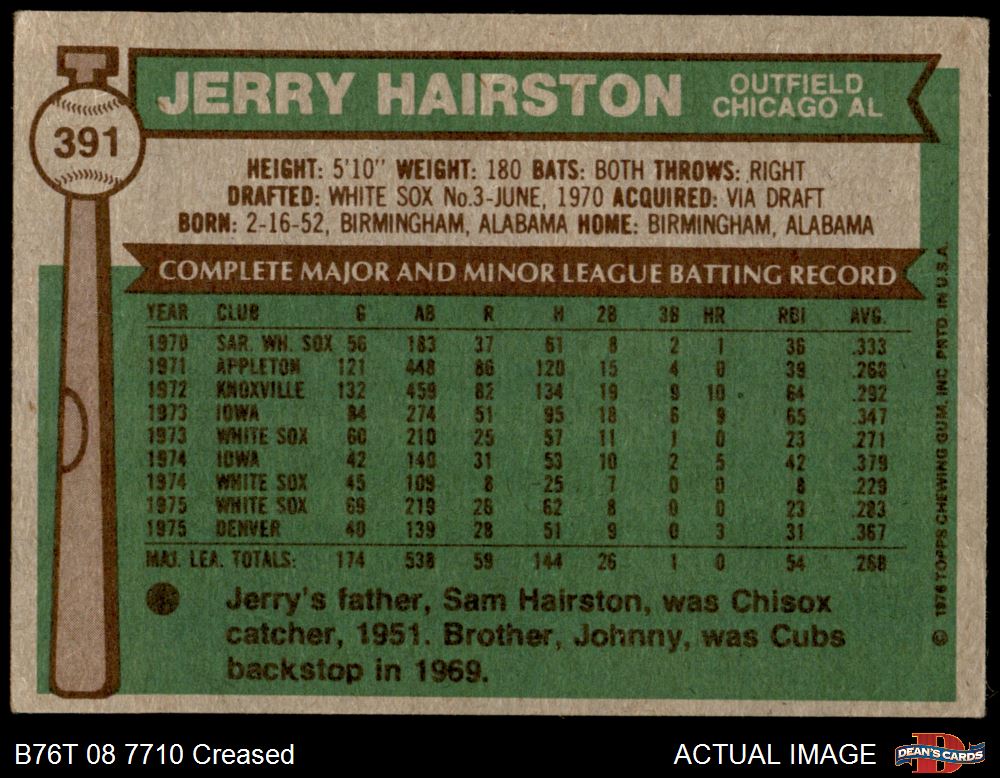 JERRY HAIRSTON
OUTFIELD
CHICAGO AL
391
HEIGHT: 5'10" WEIGHT: 180 BATS: BOTH THROWS: RIGHT
DRAFTED: WHITE SOX No.3-JUNE, 1970 ACQUIRED: VIA DRAFT
BORN: 2-16-52, BIRMINGHAM, ALABAMA HOME: BIRMINGHAM, ALABAMA
COMPLETE MAJOR AND MINOR LEAGUE BATTING RECORD
YEAR CLUB G AB R H 2B 3B HR RBI AVG.
1970 SAR. WH. SOX 56 183 37 61 8 2 1 36 .333
1971 APPLETON 121 448 86 120 15 4 0 39 .268
1972 KNOXVILLE 132 459 82 134 19 9 10 64 .292
1973 IOWA 84 274 51 95 18 6 9 65 .347
1973 WHITE SOX 60 210 25 57 11 1 0 23 .271
1974 IOWA 42 140 31 53 10 2 5 42 .379
1974 WHITE SOX 45 109 8 25 7 0 0 8 .229
1975 WHITE SOX 69 219 26 62 8 0 0 23 .283
1975 DENVER 40 139 28 51 9 0 3 31 .367
MAJ. LEA. TOTALS: 174 538 59 144 26 1 0 54 .268
Jerry's father, Sam Hairston, was Chisox
catcher, 1951. Brother, Johnny, was Cubs
backstop in 1969.
© 1976 TOPPS CHEWING GUM, INC. PRTD. IN U.S.A.
B76T 08 7710 Creased
ACTUAL IMAGE
DEAN'S CARDS